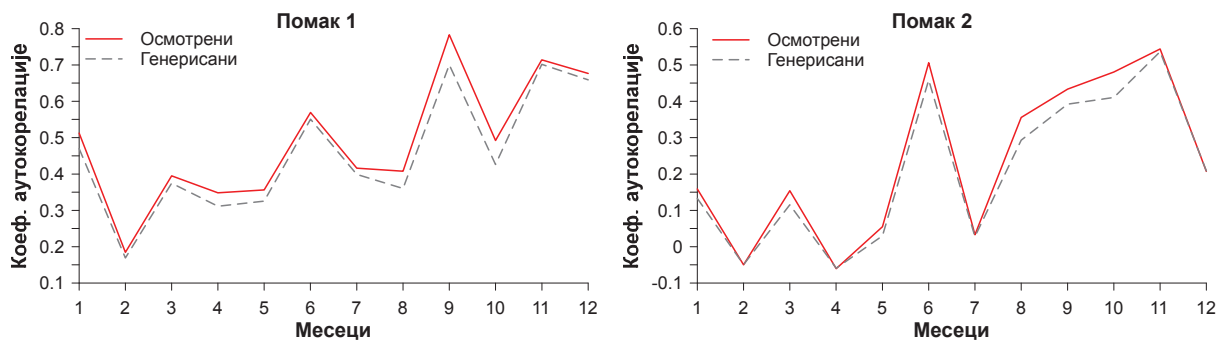 Помак 1
Коеф. аутокорелације
0.8
0.7
0.6
0.5
0.4
0.3
0.2
0.1
Осмотрени
Генерисани
1 2 3 4 5 6 7 8 9 10 11 12
Месеци
Помак 2
Коеф. аутокорелације
0.6
0.5
0.4
0.3
0.2
0.1
0
-0.1
Осмотрени
Генерисани
1 2 3 4 5 6 7 8 9 10 11 12
Месеци